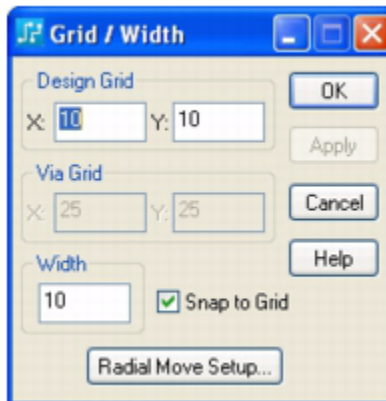 Grid / Width
Design Grid
X: 10 Y: 10
OK
Apply
Via Grid
X: 25 Y: 25
Cancel
Width
10
Snap to Grid
Help
Radial Move Setup...